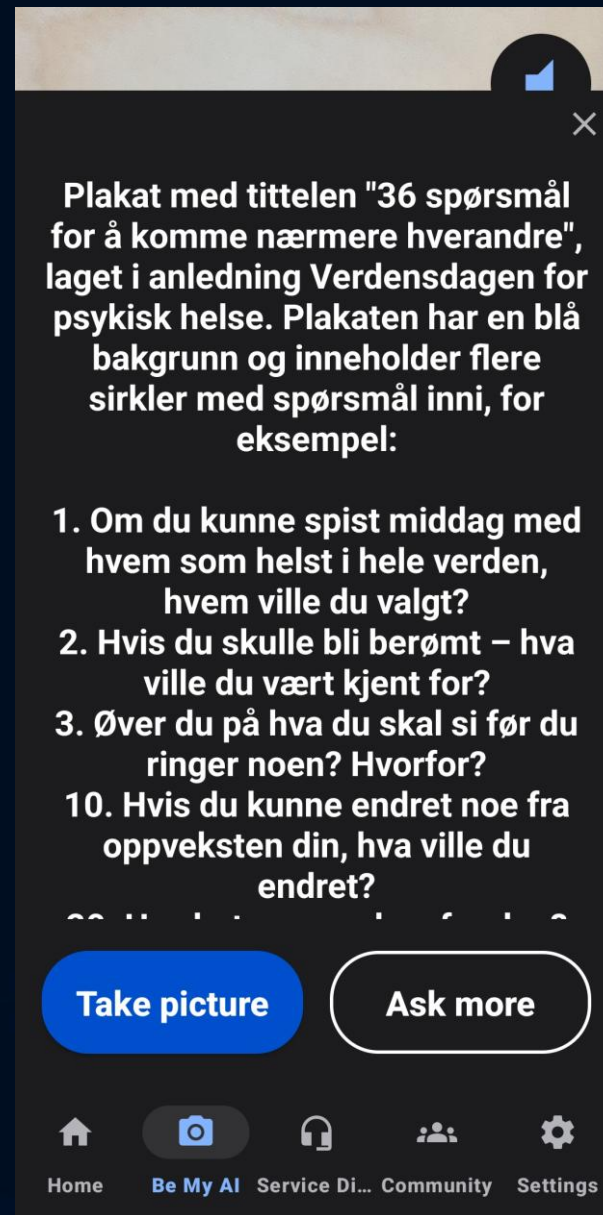 Plakat med tittelen "36 spørsmål
for å komme nærmere hverandre",
laget i anledning Verdensdagen for
psykisk helse. Plakaten har en blå
bakgrunn og inneholder flere
sirkler med spørsmål inni, for
eksempel:
1. Om du kunne spist middag med
hvem som helst i hele verden,
hvem ville du valgt?
2. Hvis du skulle bli berømt – hva
ville du vært kjent for?
3. Øver du på hva du skal si før du
ringer noen? Hvorfor?
10. Hvis du kunne endret noe fra
oppveksten din, hva ville du
endret?
Take picture
Ask more
Home
Be My AI
Service Di...
Community
Settings